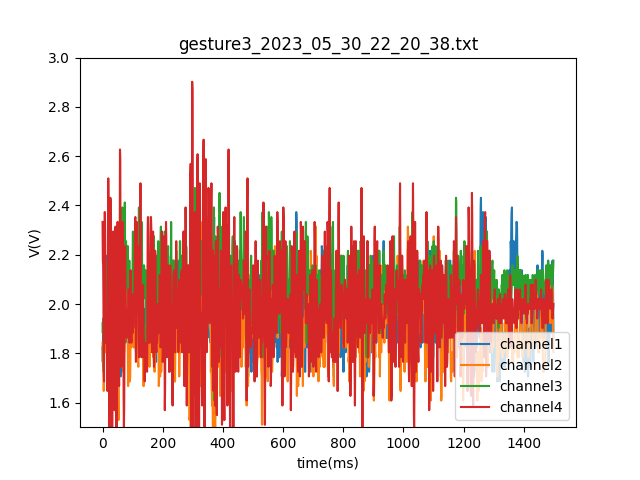 gesture3_2023_05_30_22_20_38.txt
3.0
2.8
2.6
2.4
2.2
2.0
1.8
1.6
V(V)
0 200 400 600 800 1000 1200 1400
time(ms)
channel1
channel2
channel3
channel4